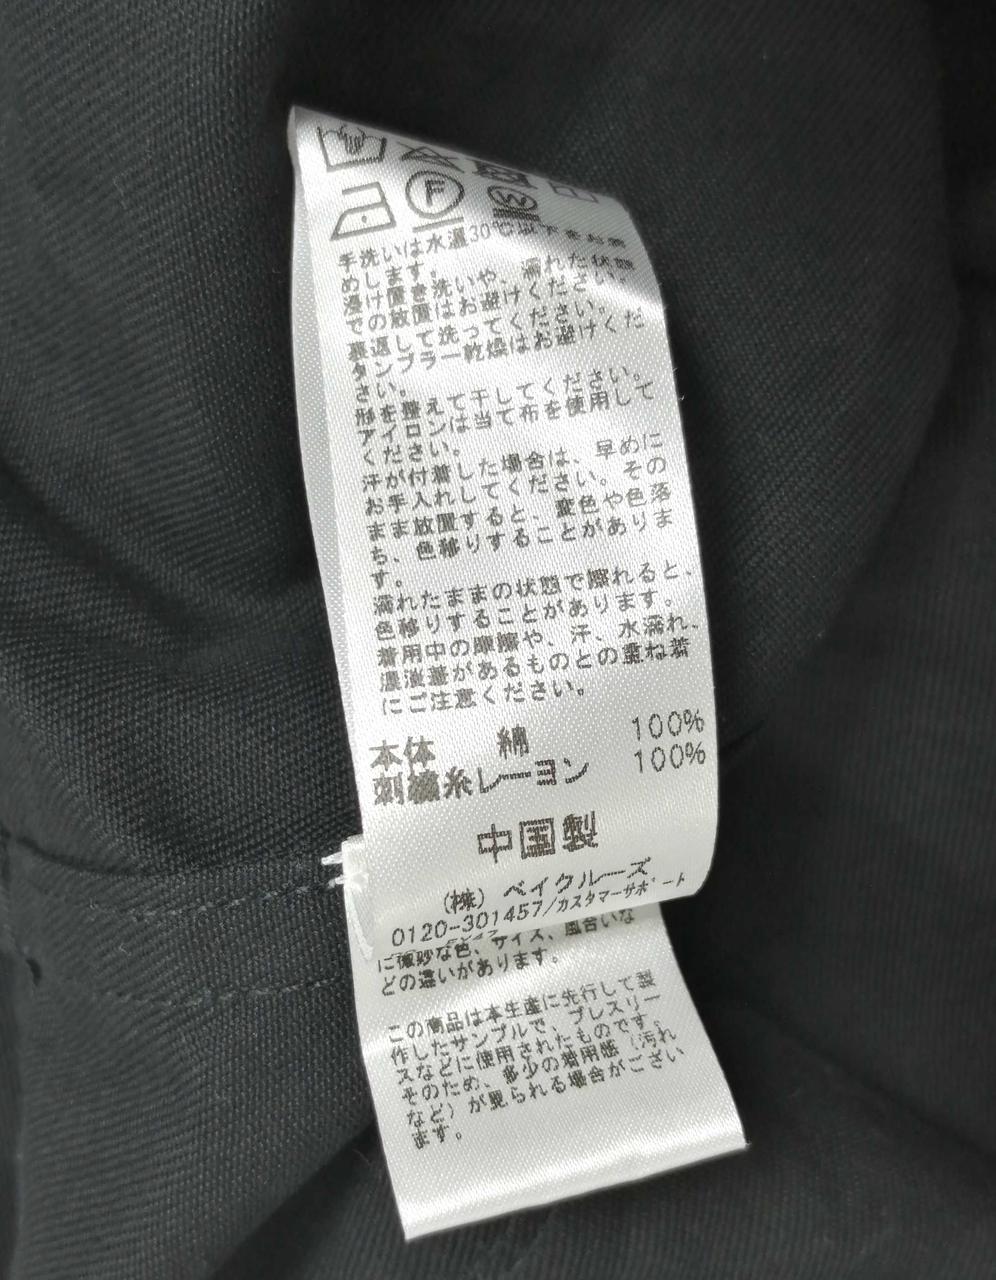 F
W
手洗いは水温30℃以下をお薦
めします。
浸け置き洗いや、濡れた状態
での放置はお避けください。
裏返して洗ってください。
タンブラー乾燥はお避けくだ
さい。
形を整えて干してください。
アイロンは当て布を使用して
ください。
汗が付着した場合は、早めに
お手入れしてください。その
まま放置すると、変色や色落
ち、色移りすることがありま
す。
濡れたままの状態で擦れると、
色移りすることがあります。
着用中の摩擦や、汗、水濡れ、
濃淡差があるものとの重ね着
にご注意ください。
本体 綿 100%
刺繍糸レーヨン 100%
中国製
(株) ベイクルーズ
0120-301457/カスタマーサポート
に微妙な色、サイズ、風合いな
どの違いがあります。
この商品は本生産に先行して製
作したサンプルで、プレスリー
スなどに使用されたものです。
そのため、多少の着用感（汚れ
など）が見られる場合がござい
ます。